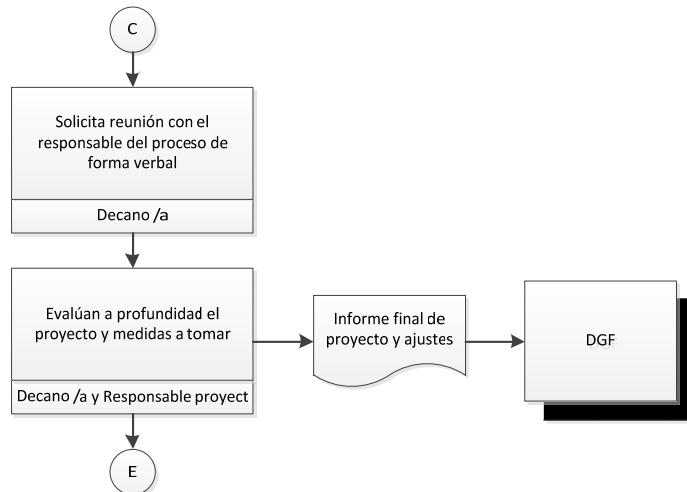 C
Solicita reunión con el
responsable del proceso de
forma verbal
Decano /a
Evalúan a profundidad el
proyecto y medidas a tomar
Decano /a y Responsable proyect
Informe final de
proyecto y ajustes
DGF
E